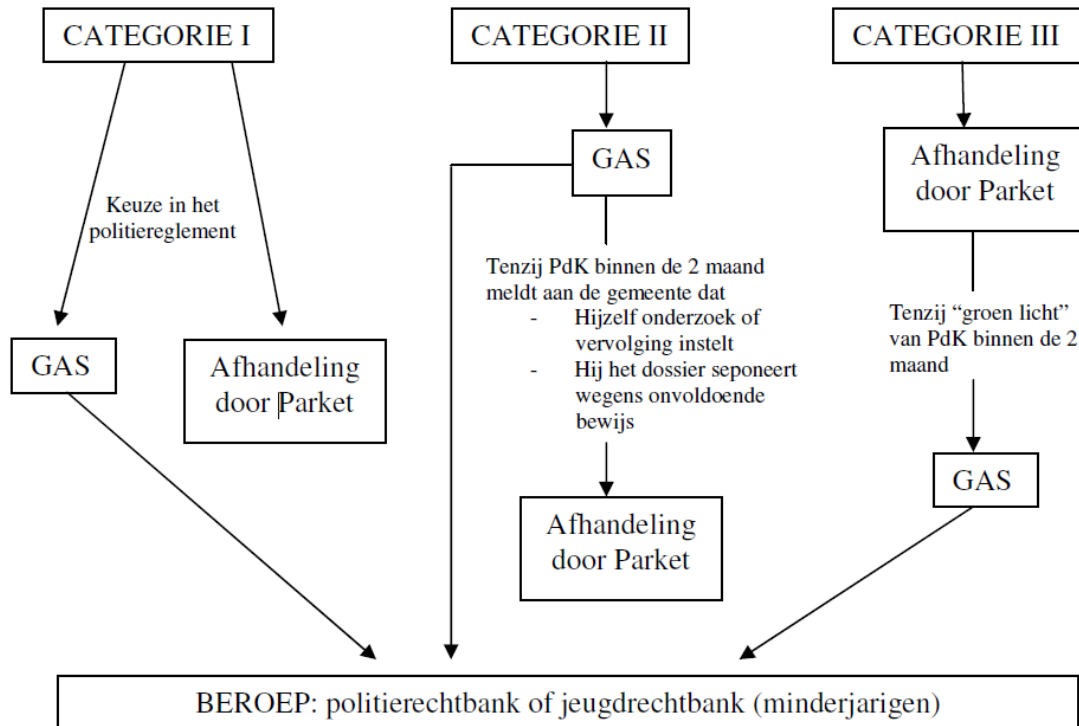 CATEGORIE I
CATEGORIE II
CATEGORIE III
Keuze in het
politiereglement
GAS
Afhandeling
door Parket
GAS
Tenzij PdK binnen de 2 maand
meldt aan de gemeente dat
- Hijzelf onderzoek of
vervolging instelt
- Hij het dossier seponeert
wegens onvoldoende
bewijs
Afhandeling
door Parket
Afhandeling
door Parket
Tenzij “groen licht”
van PdK binnen de 2
maand
GAS
BEROEP: politierechtbank of jeugdrechtbank (minderjarigen)